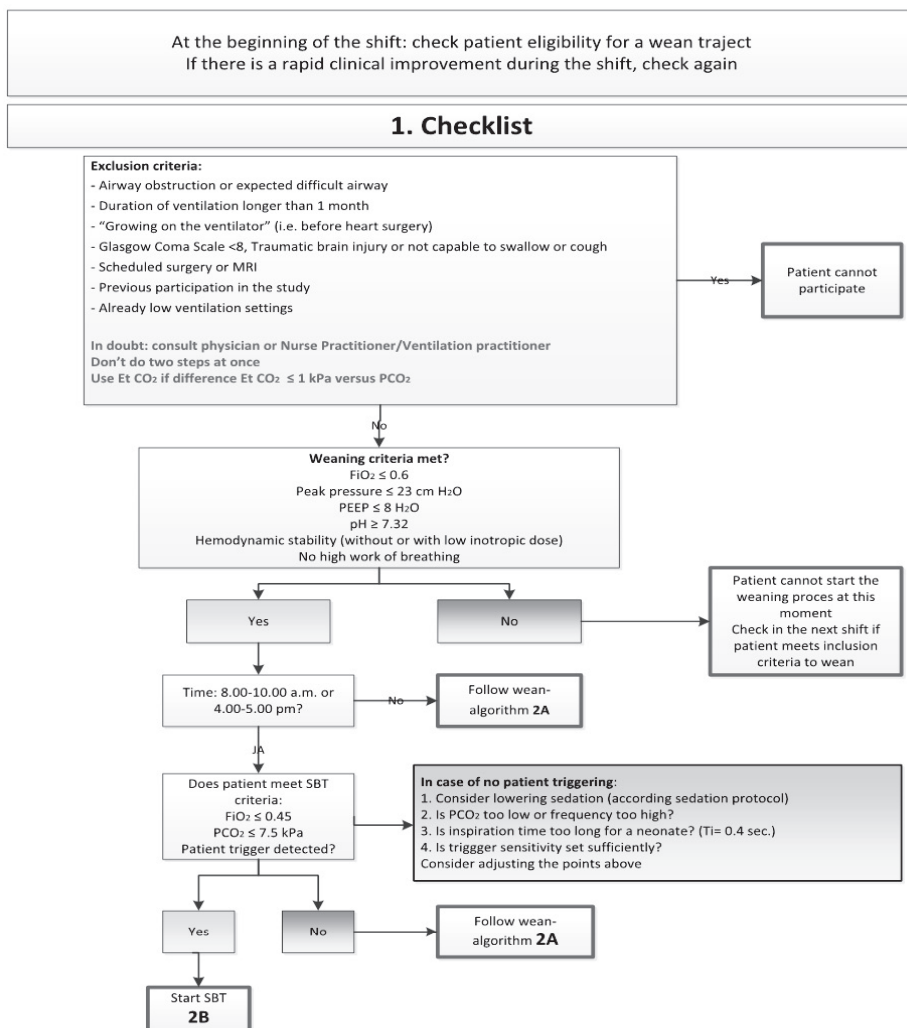 At the beginning of the shift: check patient eligibility for a wean traject
If there is a rapid clinical improvement during the shift, check again
1. Checklist
Exclusion criteria:
- Airway obstruction or expected difficult airway
- Duration of ventilation longer than 1 month
- “Growing on the ventilator” (i.e. before heart surgery)
- Glasgow Coma Scale <8, Traumatic brain injury or not capable to swallow or cough
- Scheduled surgery or MRI
- Previous participation in the study
- Already low ventilation settings
In doubt: consult physician or Nurse Practitioner/Ventilation practitioner
Don’t do two steps at once
Use Et CO₂ if difference Et CO₂ ≤ 1 kPa versus PCO₂
Yes
Patient cannot
participate
No
Weaning criteria met?
FiO₂ ≤ 0.6
Peak pressure ≤ 23 cm H₂O
PEEP ≤ 8 H₂O
pH ≥ 7.32
Hemodynamic stability (without or with low inotropic dose)
No high work of breathing
Yes
No
Patient cannot start the
weaning proces at this
moment
Check in the next shift if
patient meets inclusion
criteria to wean
Time: 8.00-10.00 a.m. or
4.00-5.00 pm?
No
Follow wean-
algorithm 2A
JA
Does patient meet SBT
criteria:
FiO₂ ≤ 0.45
PCO₂ ≤ 7.5 kPa
Patient trigger detected?
In case of no patient triggering:
1. Consider lowering sedation (according sedation protocol)
2. Is PCO₂ too low or frequency too high?
3. Is inspiration time too long for a neonate? (Ti= 0.4 sec.)
4. Is triggger sensitivity set sufficiently?
Consider adjusting the points above
Yes
No
Follow wean-
algorithm 2A
Start SBT
2B